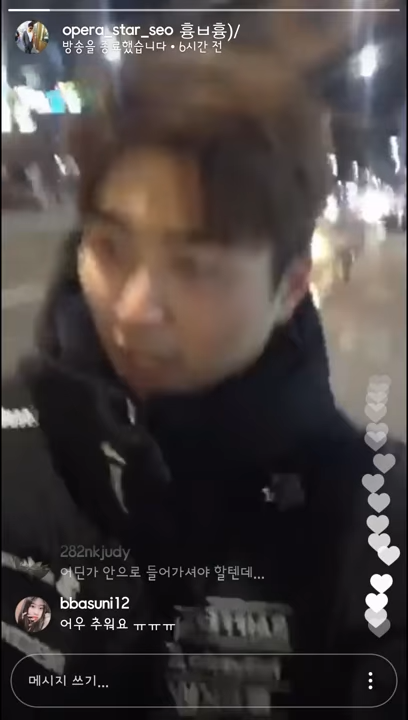 opera_star_seo 흉ㅂ흉)/
방송을 종료했습니다 • 6시간 전
282nkjudy
어딘가 안으로 들어가셔야 할텐데...
bbasuni12
어우 추워요 ㅠㅠㅠ
메시지 쓰기...